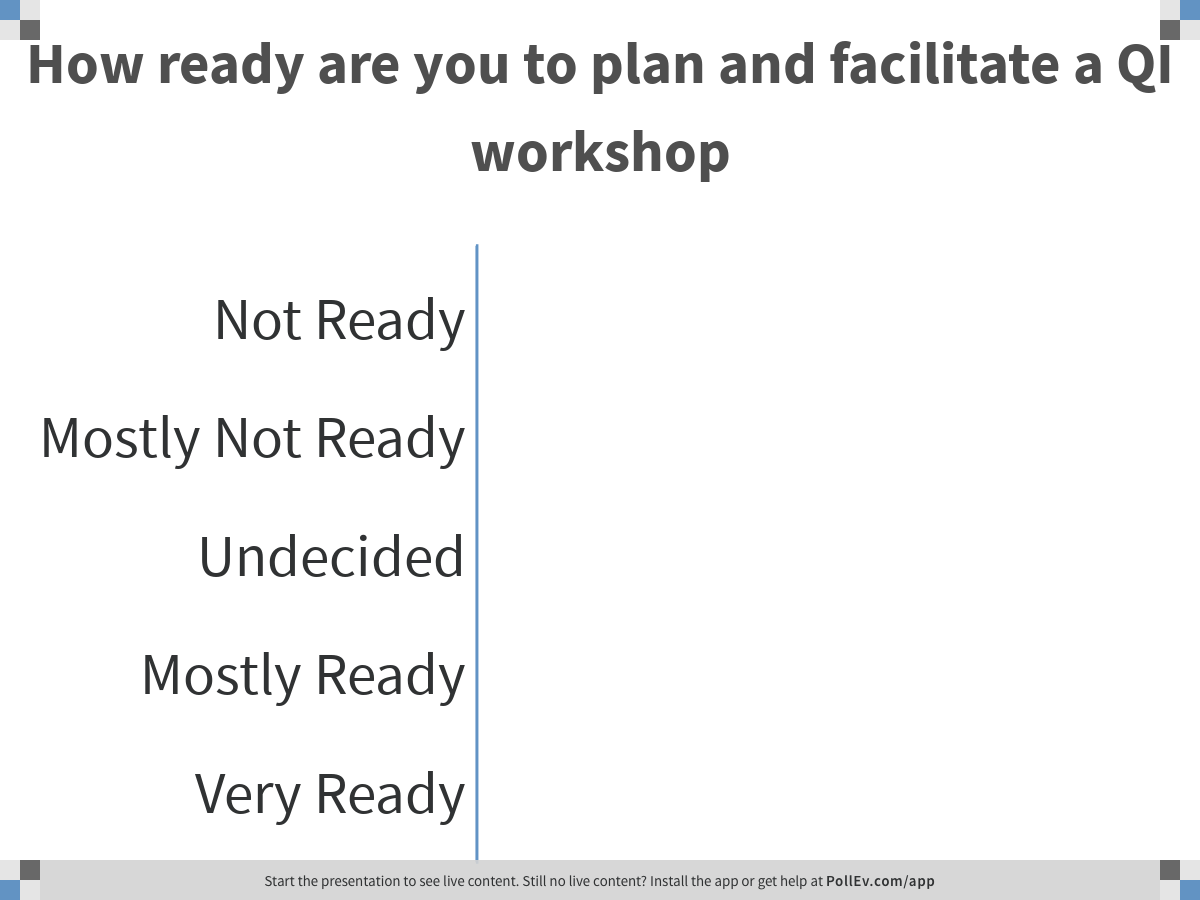 How ready are you to plan and facilitate a QI
workshop
Not Ready
Mostly Not Ready
Undecided
Mostly Ready
Very Ready
Start the presentation to see live content. Still no live content? Install the app or get help at PollEv.com/app